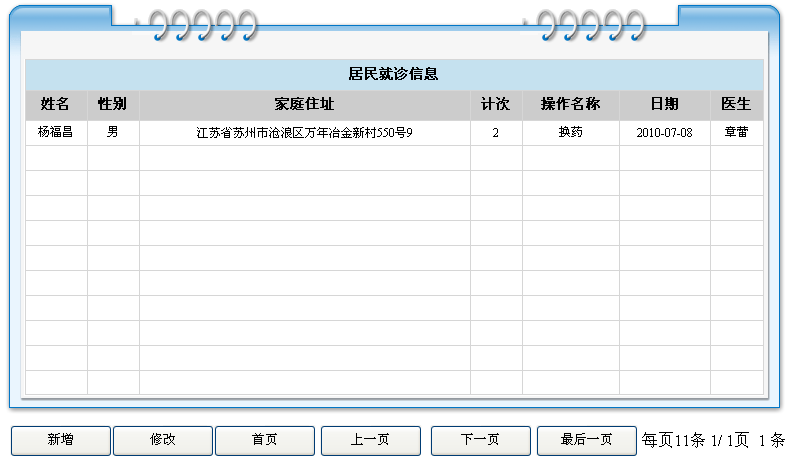 居民就诊信息
姓名 性别 家庭住址 计次 操作名称 日期 医生
杨福昌 男 江苏省苏州市沧浪区万年冶金新村550号9 2 换药 2010-07-08 章蕾
新增 修改 首页 上一页 下一页 最后一页 每页11条 1/ 1页 1 条